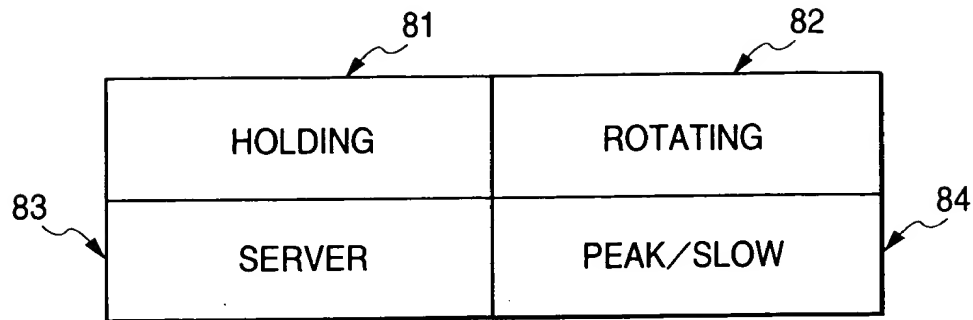 81
82
HOLDING
ROTATING
83
84
SERVER
PEAK/SLOW